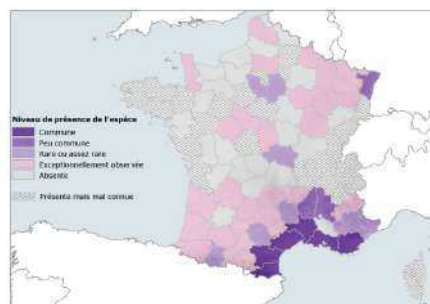 Niveau de présence de l'espèce
Commune
Peu commune
Rare ou assez rare
Exceptionnellement observée
Absente
Présente mais mal connue